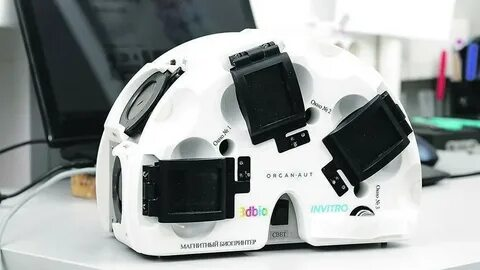 Окно № 2
Окно № 1
ORGAN·AUT
Окно № 3
3dbio
INVITRO
СВЕТ
МАГНИТНЫЙ БИОПРИНТЕР